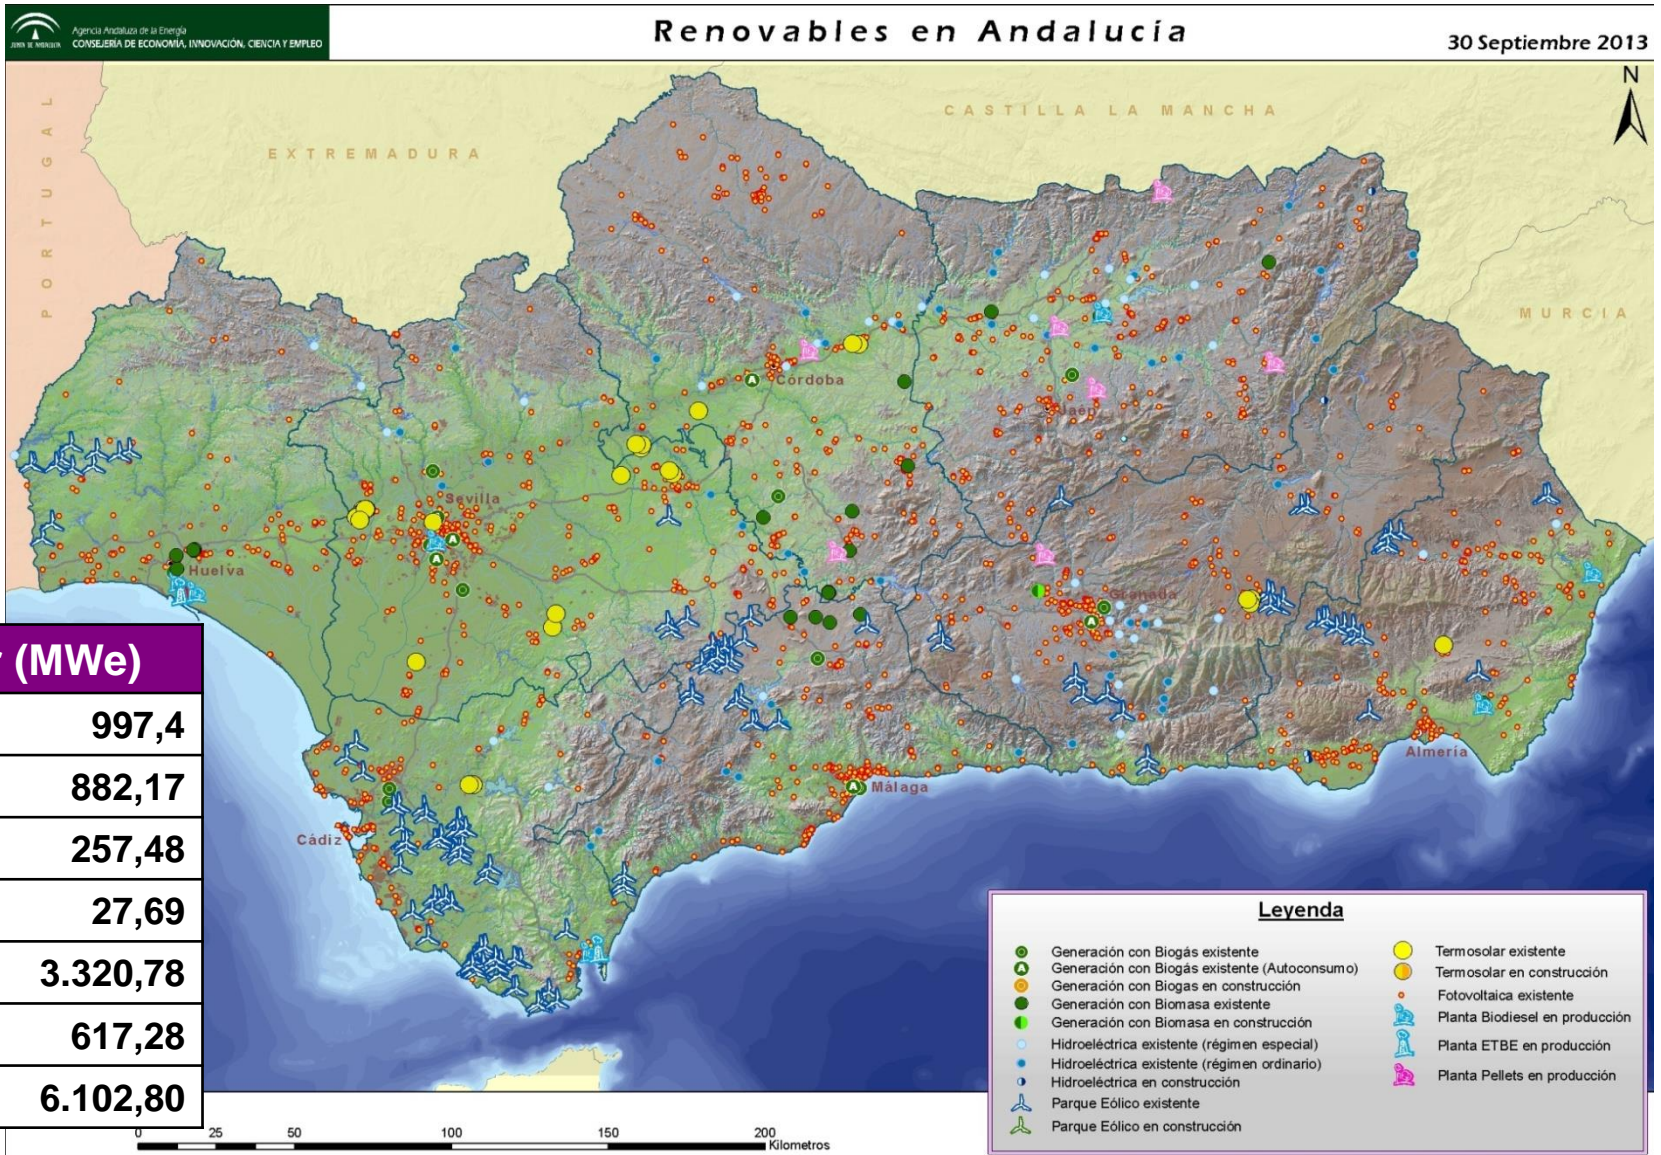 JUNTA DE ANDALUCIA
Agencia Andaluza de la Energía
CONSEJERÍA DE ECONOMÍA, INNOVACIÓN, CIENCIA Y EMPLEO
Renovables en Andalucía
30 Septiembre 2013
N
PORTUGAL
EXTREMADURA
CASTILLA LA MANCHA
MURCIA
Córdoba
Jaén
Sevilla
Huelva
Granada
Almería
Málaga
Cádiz
(MWe)
997,4
882,17
257,48
27,69
3.320,78
617,28
6.102,80
0 25 50 100 150 200
Kilometros
Leyenda
Generación con Biogás existente
Generación con Biogás existente (Autoconsumo)
Generación con Biogas en construcción
Generación con Biomasa existente
Generación con Biomasa en construcción
Hidroeléctrica existente (régimen especial)
Hidroeléctrica existente (régimen ordinario)
Hidroeléctrica en construcción
Parque Eólico existente
Parque Eólico en construcción
Termosolar existente
Termosolar en construcción
Fotovoltaica existente
Planta Biodiesel en producción
Planta ETBE en producción
Planta Pellets en producción